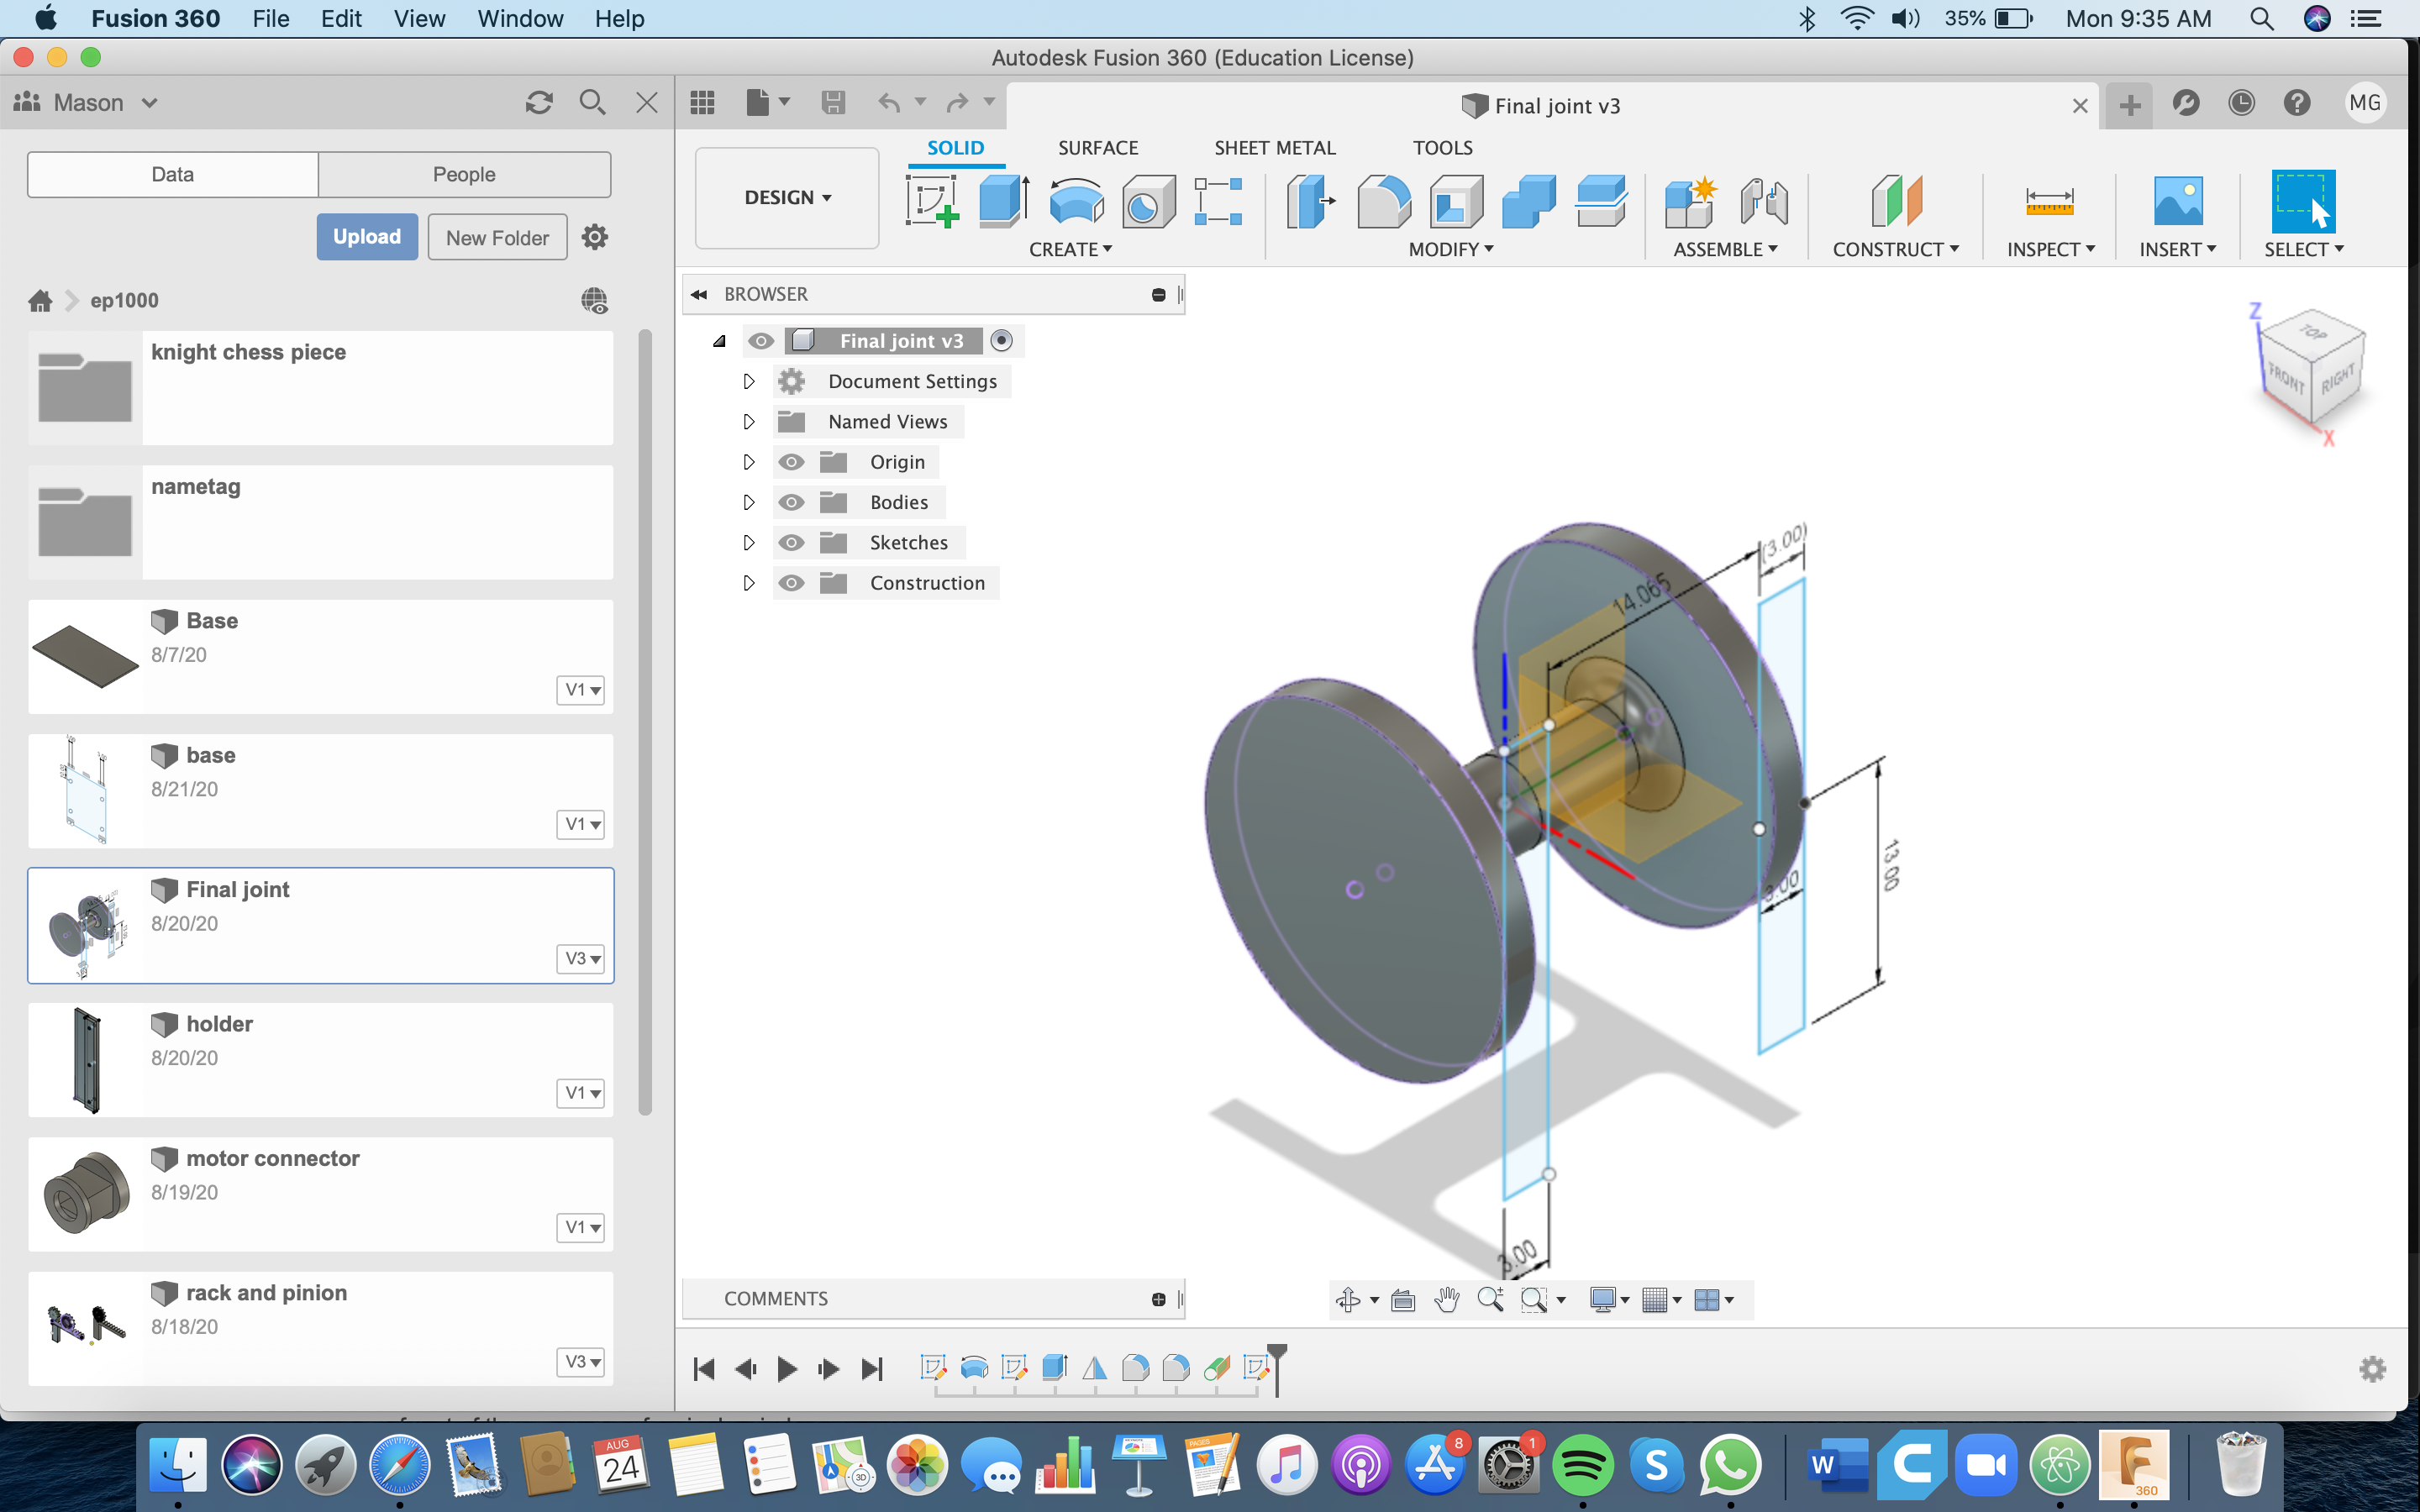 Fusion 360 File Edit View Window Help 35% Mon 9:35 AM
Autodesk Fusion 360 (Education License)
Mason
Final joint v3
MG
Data People
Upload New Folder
ep1000
knight chess piece
nametag
Base
8/7/20
V1
base
8/21/20
V1
Final joint
8/20/20
V3
holder
8/20/20
V1
motor connector
8/19/20
V1
rack and pinion
8/18/20
V3
DESIGN
SOLID SURFACE SHEET METAL TOOLS
CREATE MODIFY ASSEMBLE CONSTRUCT INSPECT INSERT SELECT
BROWSER
Final joint v3
Document Settings
Named Views
Origin
Bodies
Sketches
Construction
Z
TOP
FRONT RIGHT
X
(3.00)
14.065
13.00
3.00
3.00
COMMENTS
AUG
24
3D
PAGES
8
1
S
W
C
F
360